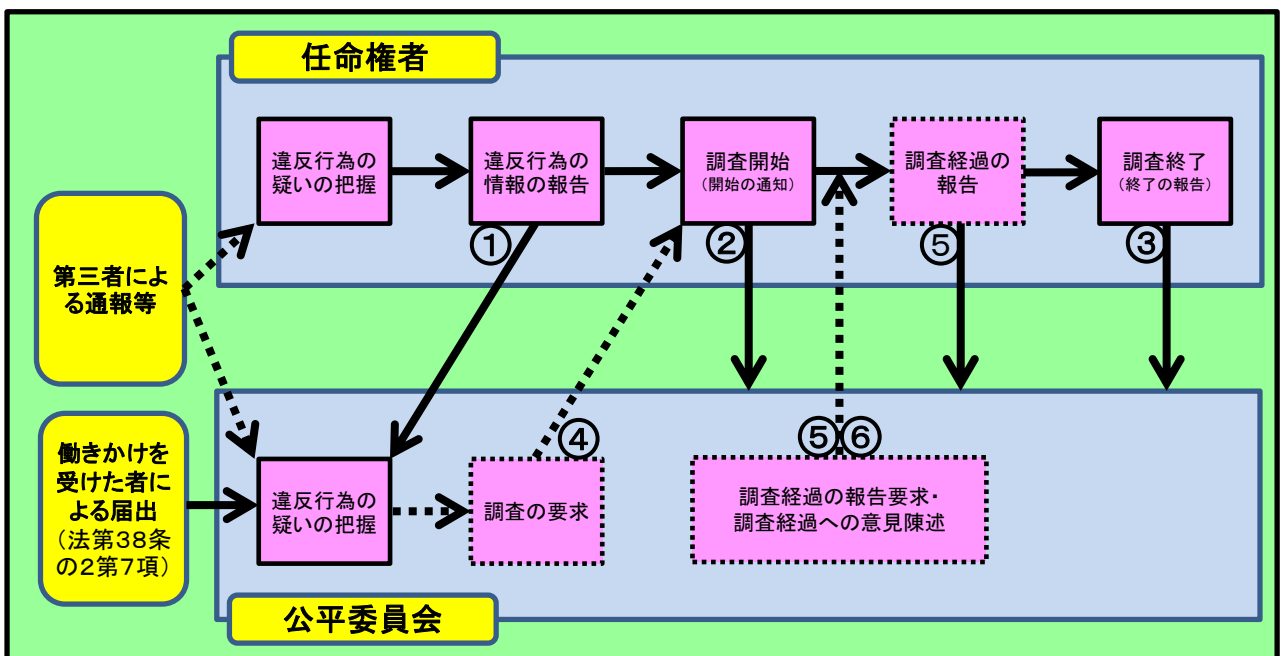 任命権者
違反行為の
疑いの把握
違反行為の
情報の報告
調査開始
（開始の通知）
調査経過の
報告
調査終了
（終了の報告）
①
②
⑤
③
第三者によ
る通報等
働きかけを
受けた者に
よる届出
（法第38条
の2第7項）
④
⑤⑥
違反行為の
疑いの把握
調査の要求
調査経過の報告要求・
調査経過への意見陳述
公平委員会